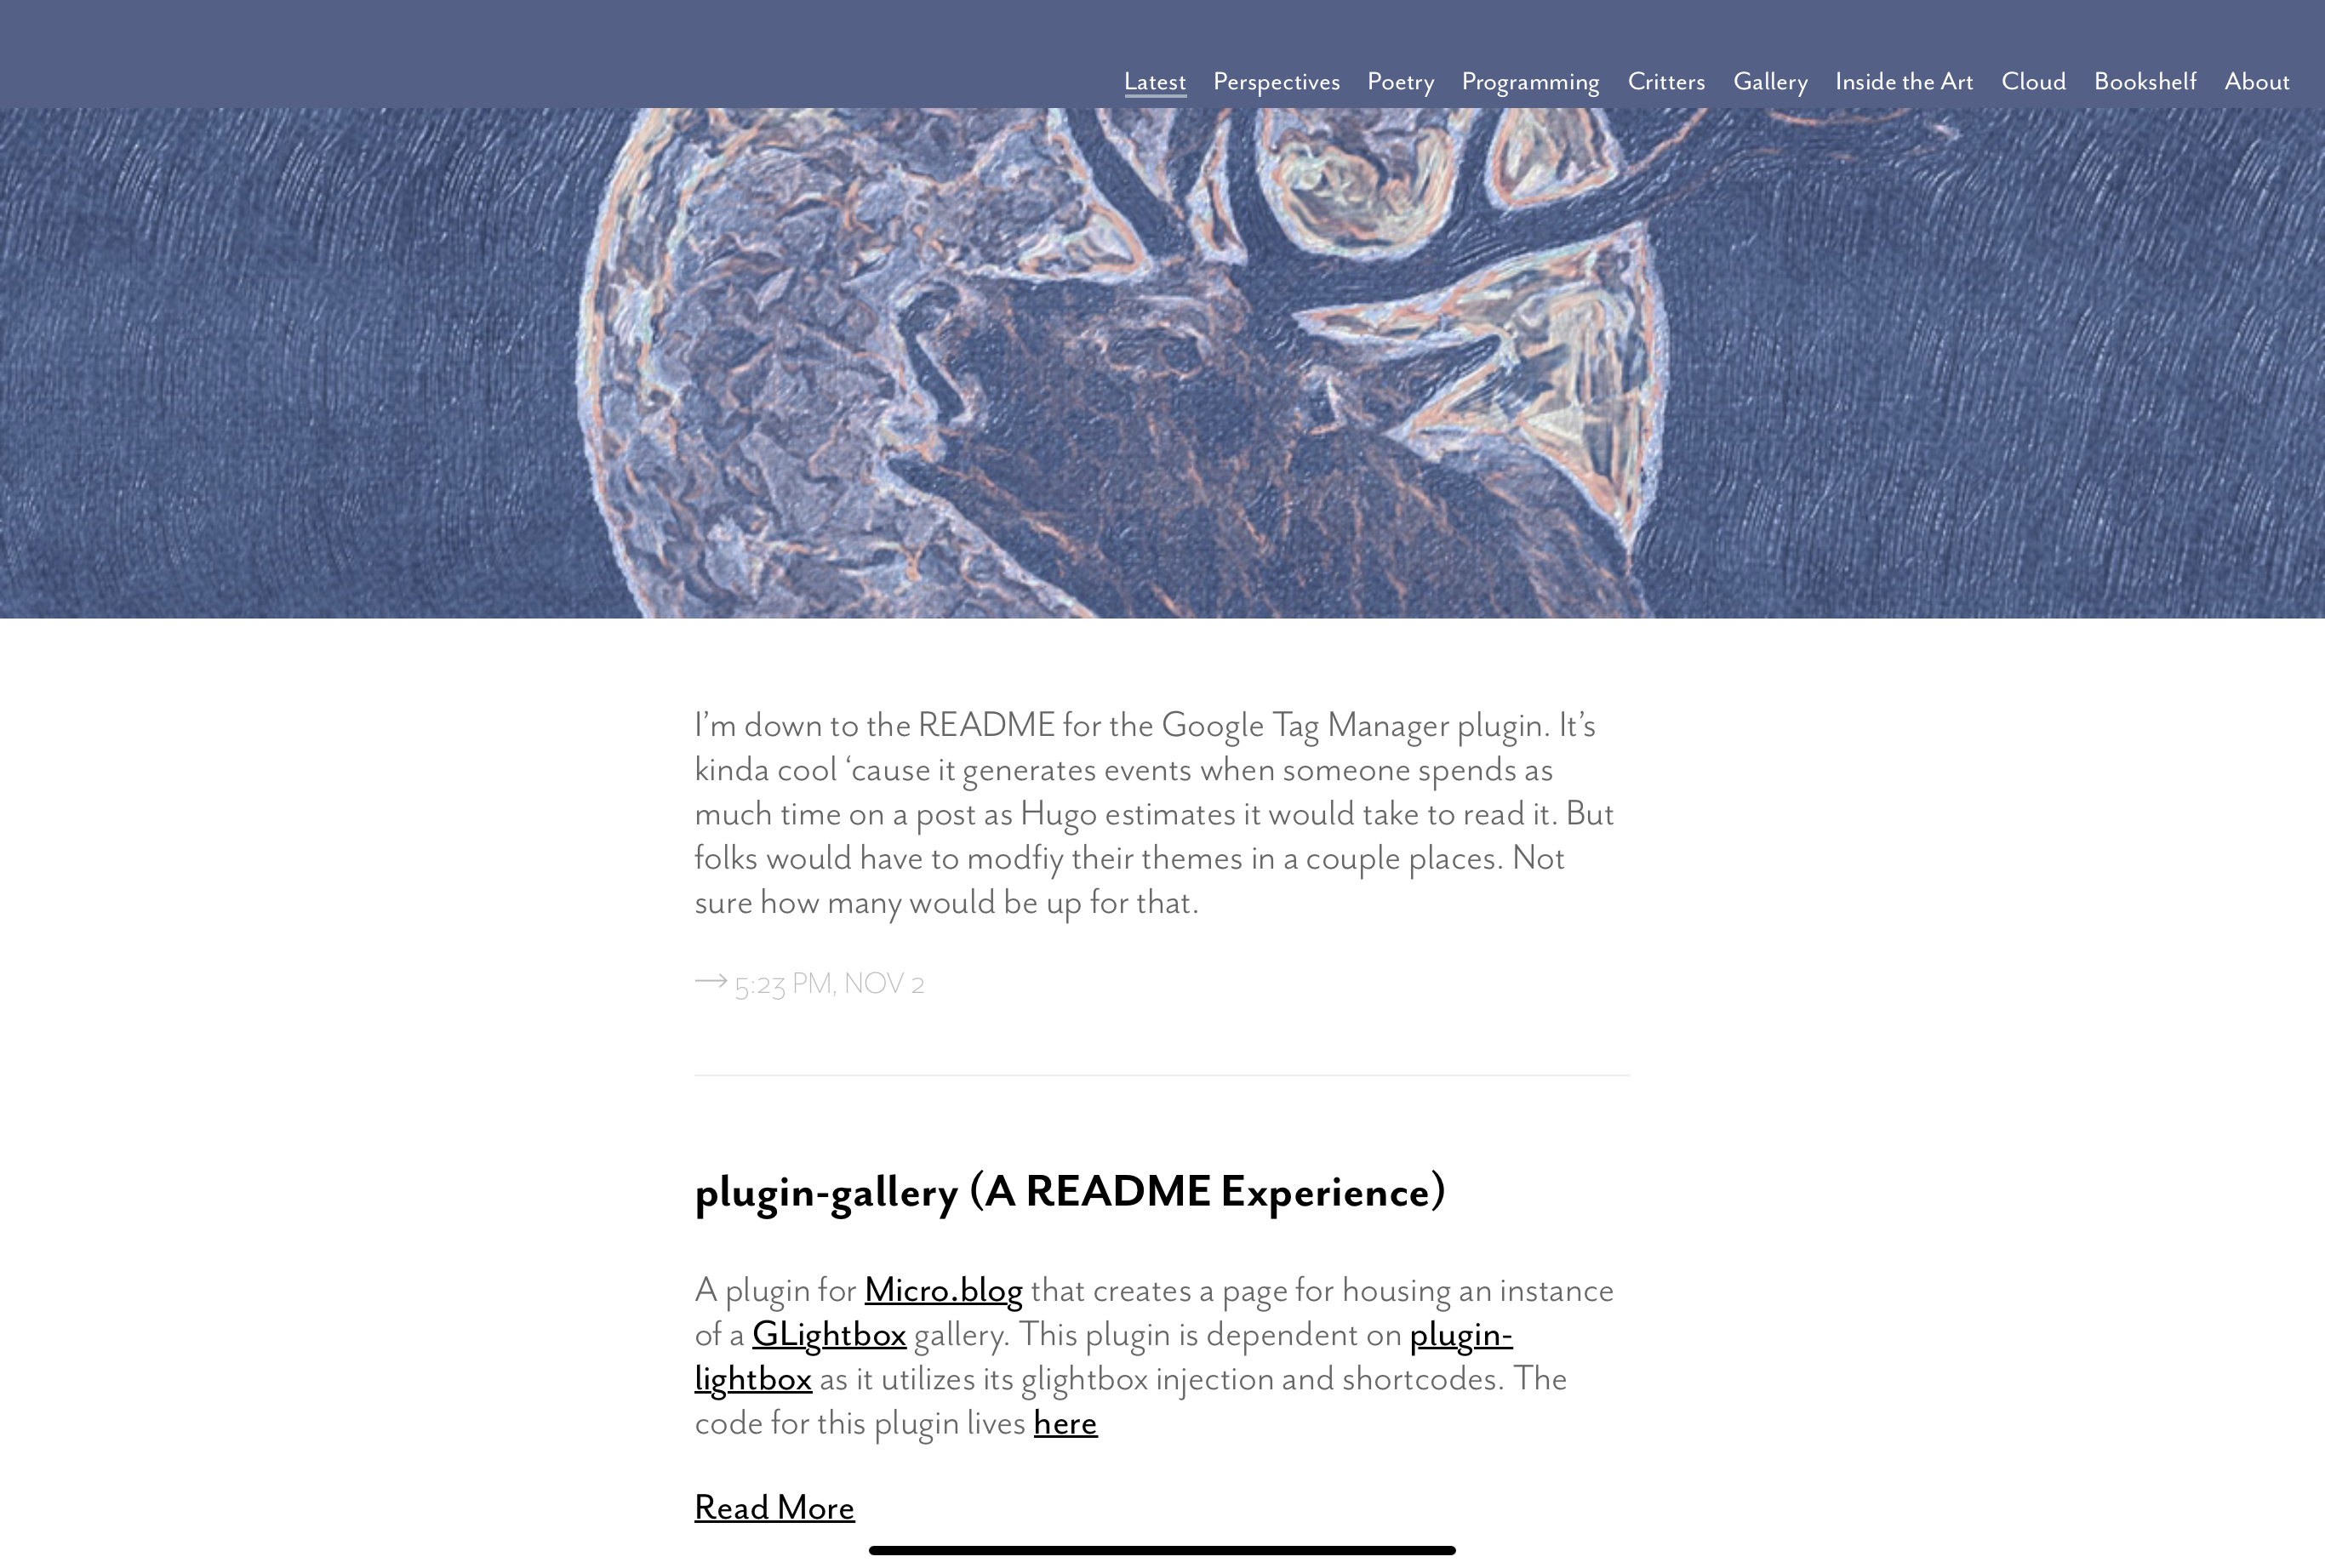 Latest Perspectives Poetry Programming Critters Gallery Inside the Art Cloud Bookshelf About
I’m down to the README for the Google Tag Manager plugin. It’s
kinda cool ‘cause it generates events when someone spends as
much time on a post as Hugo estimates it would take to read it. But
folks would have to modfiy their themes in a couple places. Not
sure how many would be up for that.
→ 5:23 PM, NOV 2
plugin-gallery (A README Experience)
A plugin for Micro.blog that creates a page for housing an instance
of a GLightbox gallery. This plugin is dependent on plugin-
lightbox as it utilizes its glightbox injection and shortcodes. The
code for this plugin lives here
Read More